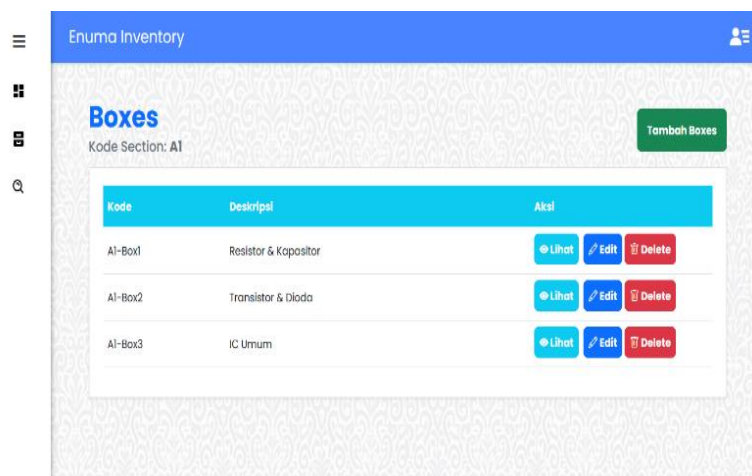 Enuma Inventory
Boxes
Tambah Boxes
Kode Section: A1
Kode Deskripsi Aksi
A1-Box1 Resistor & Kapasitor Lihat Edit Delete
A1-Box2 Transistor & Dioda Lihat Edit Delete
A1-Box3 IC Umum Lihat Edit Delete